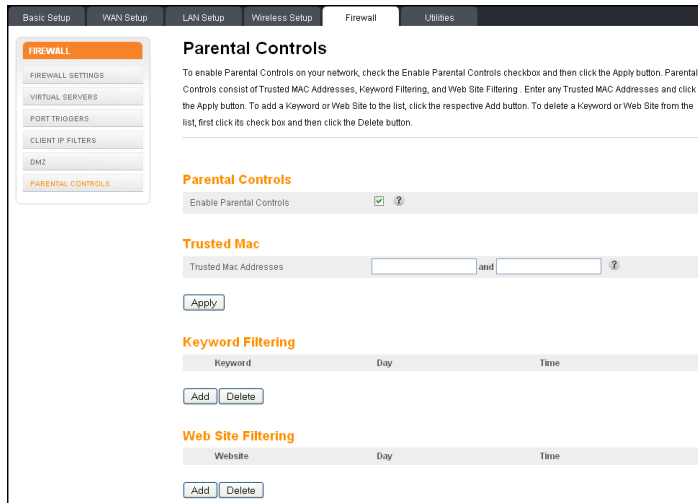 Basic Setup WAN Setup LAN Setup Wireless Setup Firewall Utilities
FIREWALL
FIREWALL SETTINGS
VIRTUAL SERVERS
PORT TRIGGERS
CLIENT IP FILTERS
DMZ
PARENTAL CONTROLS
Parental Controls
To enable Parental Controls on your network, check the Enable Parental Controls checkbox and then click the Apply button. Parental
Controls consist of Trusted MAC Addresses, Keyword Filtering, and Web Site Filtering . Enter any Trusted MAC Addresses and click
the Apply button. To add a Keyword or Web Site to the list, click the respective Add button. To delete a Keyword or Web Site from the
list, first click its check box and then click the Delete button.
Parental Controls
Enable Parental Controls ?
Trusted Mac
Trusted Mac Addresses and ?
Apply
Keyword Filtering
Keyword Day Time
Add Delete
Web Site Filtering
Website Day Time
Add Delete